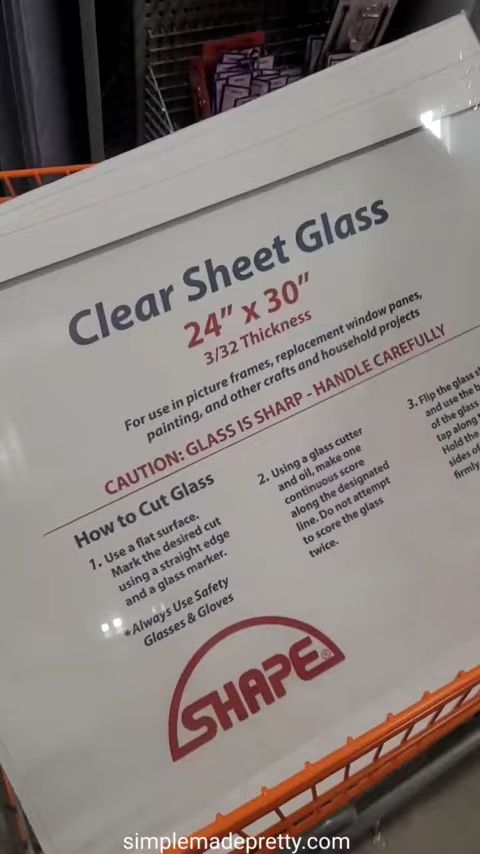 Clear Sheet Glass
24” x 30”
3/32 Thickness
For use in picture frames, replacement window panes,
painting, and other crafts and household projects
CAUTION: GLASS IS SHARP - HANDLE CAREFULLY
How to Cut Glass
1. Use a flat surface.
Mark the desired cut
using a straight edge
and a glass marker.
*Always Use Safety
Glasses & Gloves
2. Using a glass cutter
and oil, make one
continuous score
along the designated
line. Do not attempt
to score the glass
twice.
3. Flip the glass
and use the
of the glass
tap along
Hold the
sides of
firmly
SHAPE®
simplemadepretty.com